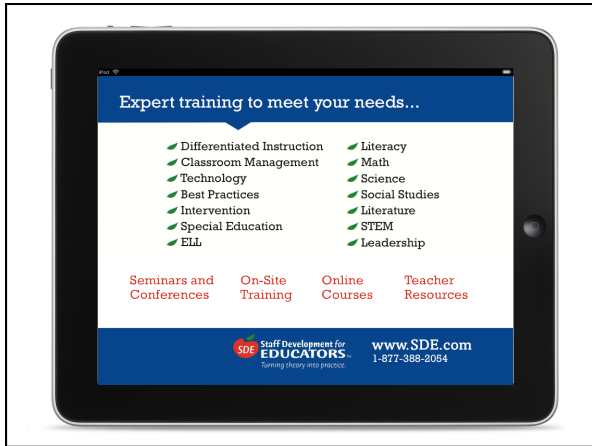 iPad
Expert training to meet your needs...
Differentiated Instruction
Classroom Management
Technology
Best Practices
Intervention
Special Education
ELL
Literacy
Math
Science
Social Studies
Literature
STEM
Leadership
Seminars and
Conferences
On-Site
Training
Online
Courses
Teacher
Resources
SDE
Staff Development for
EDUCATORS
Turning theory into practice.
www.SDE.com
1-877-388-2054